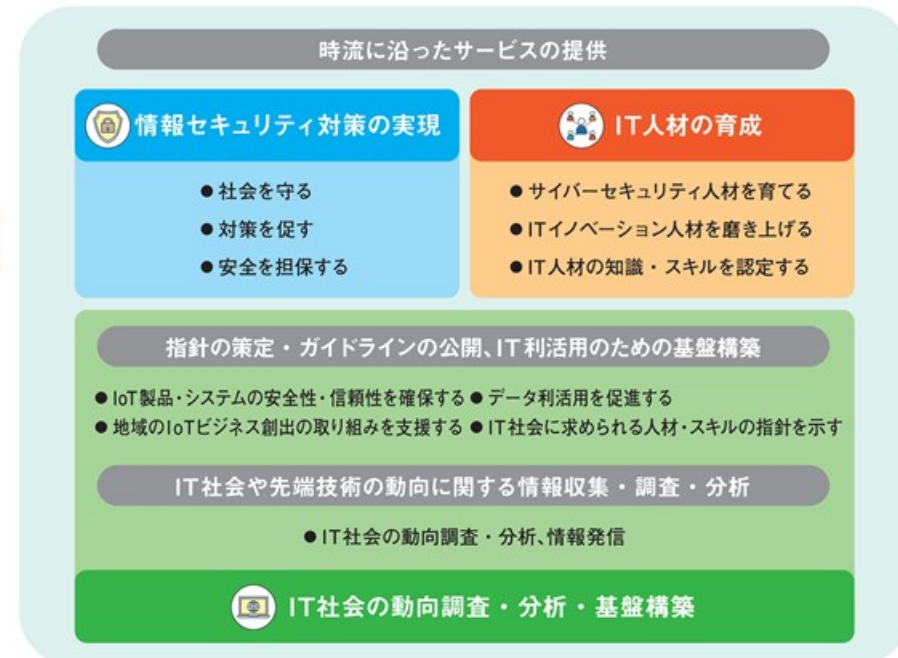 時流に沿ったサービスの提供
情報セキュリティ対策の実現
● 社会を守る
● 対策を促す
● 安全を担保する
IT人材の育成
● サイバーセキュリティ人材を育てる
● ITイノベーション人材を磨き上げる
● IT人材の知識・スキルを認定する
指針の策定・ガイドラインの公開、IT利活用のための基盤構築
● IoT製品・システムの安全性・信頼性を確保する ● データ利活用を促進する
● 地域のIoTビジネス創出の取り組みを支援する ● IT社会に求められる人材・スキルの指針を示す
IT社会や先端技術の動向に関する情報収集・調査・分析
● IT社会の動向調査・分析、情報発信
IT社会の動向調査・分析・基盤構築